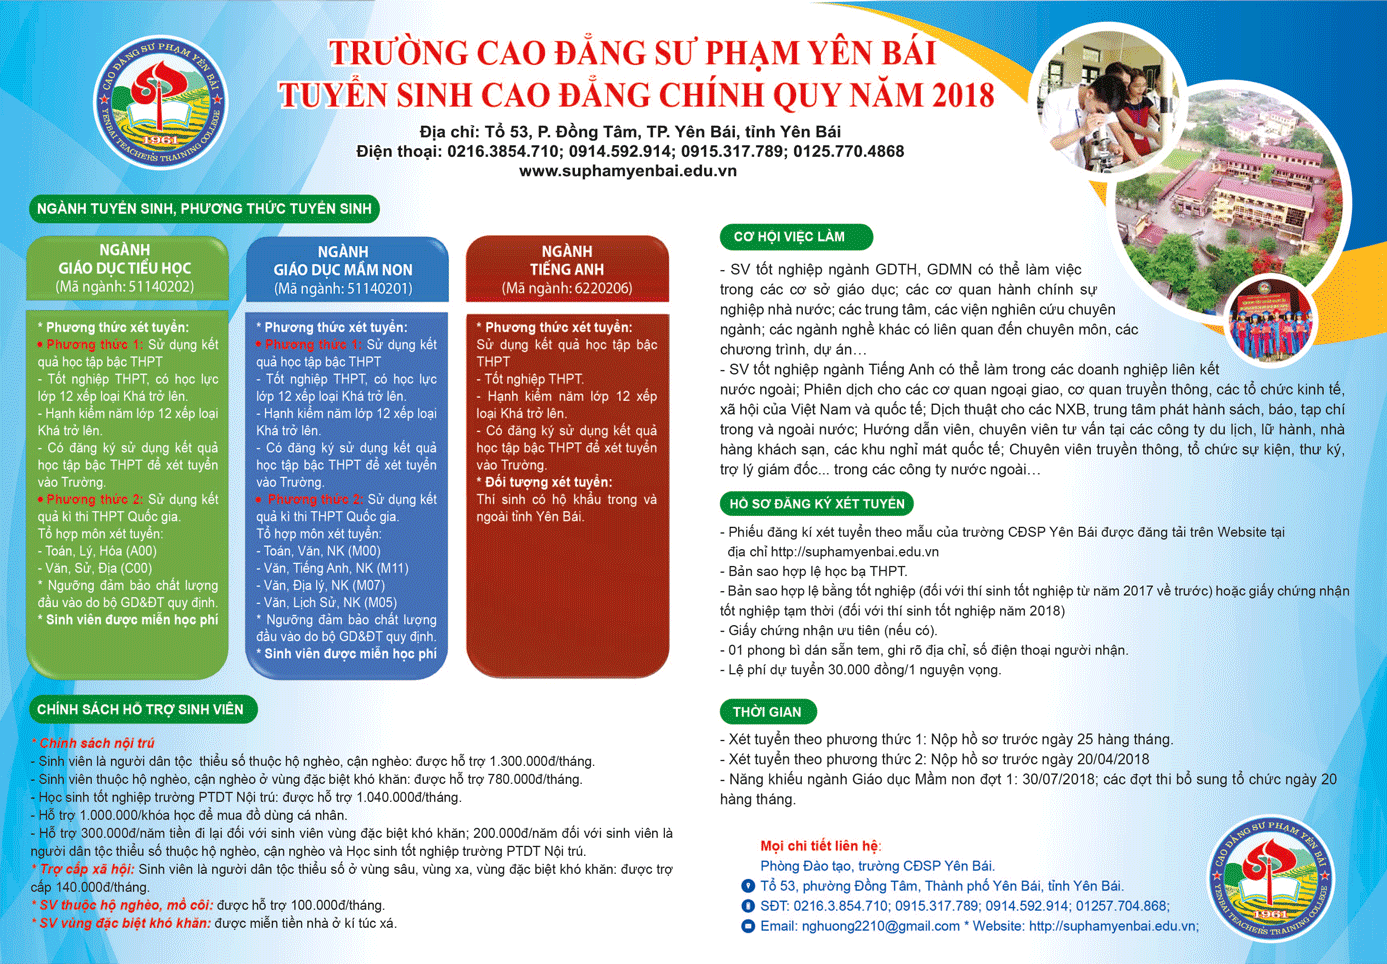 TRƯỜNG CAO ĐẲNG SƯ PHẠM YÊN BÁI
TUYỂN SINH CAO ĐẲNG CHÍNH QUY NĂM 2018
Địa chỉ: Tổ 53, P. Đồng Tâm, TP. Yên Bái, tỉnh Yên Bái
Điện thoại: 0216.3854.710; 0914.592.914; 0915.317.789; 0125.770.4868
www.suphamyenbai.edu.vn
CAO ĐẲNG SƯ PHẠM YÊN BÁI
YENBAI TEACHER'S TRAINING COLLEGE
1961
NGÀNH TUYỂN SINH, PHƯƠNG THỨC TUYỂN SINH
NGÀNH
GIÁO DỤC TIỂU HỌC
(Mã ngành: 51140202)
* Phương thức xét tuyển:
• Phương thức 1: Sử dụng kết
quả học tập bậc THPT
- Tốt nghiệp THPT, có học lực
lớp 12 xếp loại Khá trở lên.
- Hạnh kiểm năm lớp 12 xếp loại
Khá trở lên.
- Có đăng ký sử dụng kết quả
học tập bậc THPT để xét tuyển
vào Trường.
• Phương thức 2: Sử dụng kết
quả kì thi THPT Quốc gia.
Tổ hợp môn xét tuyển:
- Toán, Lý, Hóa (A00)
- Văn, Sử, Địa (C00)
* Ngưỡng đảm bảo chất lượng
đầu vào do bộ GD&ĐT quy định.
* Sinh viên được miễn học phí
NGÀNH
GIÁO DỤC MẦM NON
(Mã ngành: 51140201)
* Phương thức xét tuyển:
• Phương thức 1: Sử dụng kết
quả học tập bậc THPT
- Tốt nghiệp THPT, có học lực
lớp 12 xếp loại Khá trở lên.
- Hạnh kiểm năm lớp 12 xếp loại
Khá trở lên.
- Có đăng ký sử dụng kết quả
học tập bậc THPT để xét tuyển
vào Trường.
• Phương thức 2: Sử dụng kết
quả kì thi THPT Quốc gia.
Tổ hợp môn xét tuyển:
- Toán, Văn, NK (M00)
- Văn, Tiếng Anh, NK (M11)
- Văn, Địa lý, NK (M07)
- Văn, Lịch Sử, NK (M05)
* Ngưỡng đảm bảo chất lượng
đầu vào do bộ GD&ĐT quy định.
* Sinh viên được miễn học phí
NGÀNH
TIẾNG ANH
(Mã ngành: 6220206)
* Phương thức xét tuyển:
Sử dụng kết quả học tập bậc
THPT
- Tốt nghiệp THPT.
- Hạnh kiểm năm lớp 12 xếp
loại Khá trở lên.
- Có đăng ký sử dụng kết quả
học tập bậc THPT để xét tuyển
vào Trường.
* Đối tượng xét tuyển:
Thí sinh có hộ khẩu trong và
ngoài tỉnh Yên Bái.
CHÍNH SÁCH HỖ TRỢ SINH VIÊN
* Chính sách nội trú
- Sinh viên là người dân tộc thiểu số thuộc hộ nghèo, cận nghèo: được hỗ trợ 1.300.000đ/tháng.
- Sinh viên thuộc hộ nghèo, cận nghèo ở vùng đặc biệt khó khăn: được hỗ trợ 780.000đ/tháng.
- Học sinh tốt nghiệp trường PTDT Nội trú: được hỗ trợ 1.040.000đ/tháng.
- Hỗ trợ 1.000.000/khóa học để mua đồ dùng cá nhân.
- Hỗ trợ 300.000đ/năm tiền đi lại đối với sinh viên vùng đặc biệt khó khăn; 200.000đ/năm đối với sinh viên là
người dân tộc thiểu số thuộc hộ nghèo, cận nghèo và Học sinh tốt nghiệp trường PTDT Nội trú.
* Trợ cấp xã hội: Sinh viên là người dân tộc thiểu số ở vùng sâu, vùng xa, vùng đặc biệt khó khăn: được trợ
cấp 140.000đ/tháng.
* SV thuộc hộ nghèo, mồ côi: được hỗ trợ 100.000đ/tháng.
* SV vùng đặc biệt khó khăn: được miễn tiền nhà ở kí túc xá.
CƠ HỘI VIỆC LÀM
- SV tốt nghiệp ngành GDTH, GDMN có thể làm việc
trong các cơ sở giáo dục; các cơ quan hành chính sự
nghiệp nhà nước; các trung tâm, các viện nghiên cứu chuyên
ngành; các ngành nghề khác có liên quan đến chuyên môn, các
chương trình, dự án…
- SV tốt nghiệp ngành Tiếng Anh có thể làm trong các doanh nghiệp liên kết
nước ngoài; Phiên dịch cho các cơ quan ngoại giao, cơ quan truyền thông, các tổ chức kinh tế,
xã hội của Việt Nam và quốc tế; Dịch thuật cho các NXB, trung tâm phát hành sách, báo, tạp chí
trong và ngoài nước; Hướng dẫn viên, chuyên viên tư vấn tại các công ty du lịch, lữ hành, nhà
hàng khách sạn, các khu nghỉ mát quốc tế; Chuyên viên truyền thông, tổ chức sự kiện, thư ký,
trợ lý giám đốc... trong các công ty nước ngoài…
HỒ SƠ ĐĂNG KÝ XÉT TUYỂN
- Phiếu đăng kí xét tuyển theo mẫu của trường CĐSP Yên Bái được đăng tải trên Website tại
địa chỉ http://suphamyenbai.edu.vn
- Bản sao hợp lệ học bạ THPT.
- Bản sao hợp lệ bằng tốt nghiệp (đối với thí sinh tốt nghiệp từ năm 2017 về trước) hoặc giấy chứng nhận
tốt nghiệp tạm thời (đối với thí sinh tốt nghiệp năm 2018)
- Giấy chứng nhận ưu tiên (nếu có).
- 01 phong bì dán sẵn tem, ghi rõ địa chỉ, số điện thoại người nhận.
- Lệ phí dự tuyển 30.000 đồng/1 nguyện vọng.
THỜI GIAN
- Xét tuyển theo phương thức 1: Nộp hồ sơ trước ngày 25 hàng tháng.
- Xét tuyển theo phương thức 2: Nộp hồ sơ trước ngày 20/04/2018
- Năng khiếu ngành Giáo dục Mầm non đợt 1: 30/07/2018; các đợt thi bổ sung tổ chức ngày 20
hàng tháng.
Mọi chi tiết liên hệ:
Phòng Đào tạo, trường CĐSP Yên Bái.
Tổ 53, phường Đồng Tâm, Thành phố Yên Bái, tỉnh Yên Bái.
SĐT: 0216.3.854.710; 0915.317.789; 0914.592.914; 01257.704.868;
Email: nghuong2210@gmail.com * Website: http://suphamyenbai.edu.vn;
CAO ĐẲNG SƯ PHẠM YÊN BÁI
YENBAI TEACHER'S TRAINING COLLEGE
1961